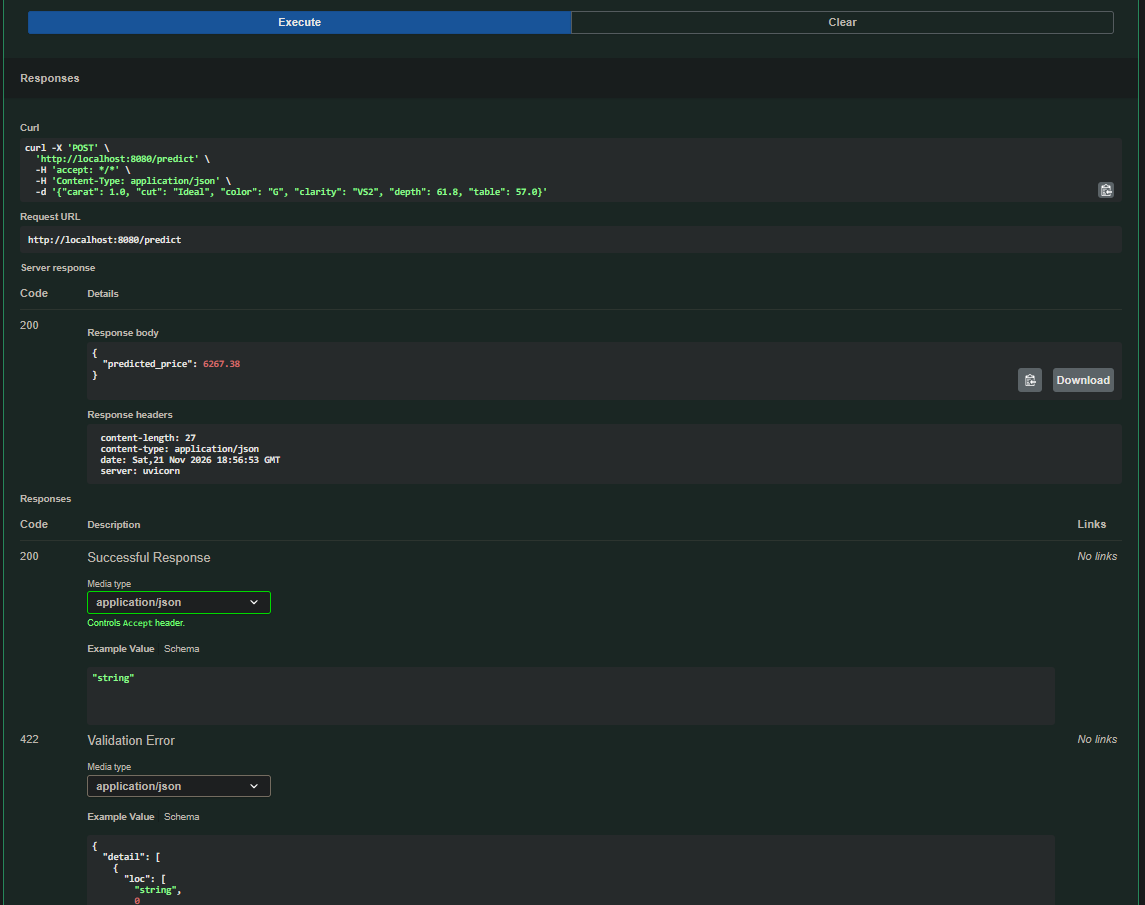 Execute
Clear
Responses
Curl
curl -X 'POST' \
'http://localhost:8080/predict' \
-H 'accept: */*' \
-H 'Content-Type: application/json' \
-d '{"carat": 1.0, "cut": "Ideal", "color": "G", "clarity": "VS2", "depth": 61.8, "table": 57.0}'
Request URL
http://localhost:8080/predict
Server response
Code Details
200
Response body
{
"predicted_price": 6267.38
}
Download
Response headers
content-length: 27
content-type: application/json
date: Sat,21 Nov 2026 18:56:53 GMT
server: uvicorn
Responses
Code Description Links
200 Successful Response No links
Media type
application/json
Controls Accept header.
Example Value Schema
"string"
422 Validation Error No links
Media type
application/json
Example Value Schema
{
"detail": [
{
"loc": [
"string",
0